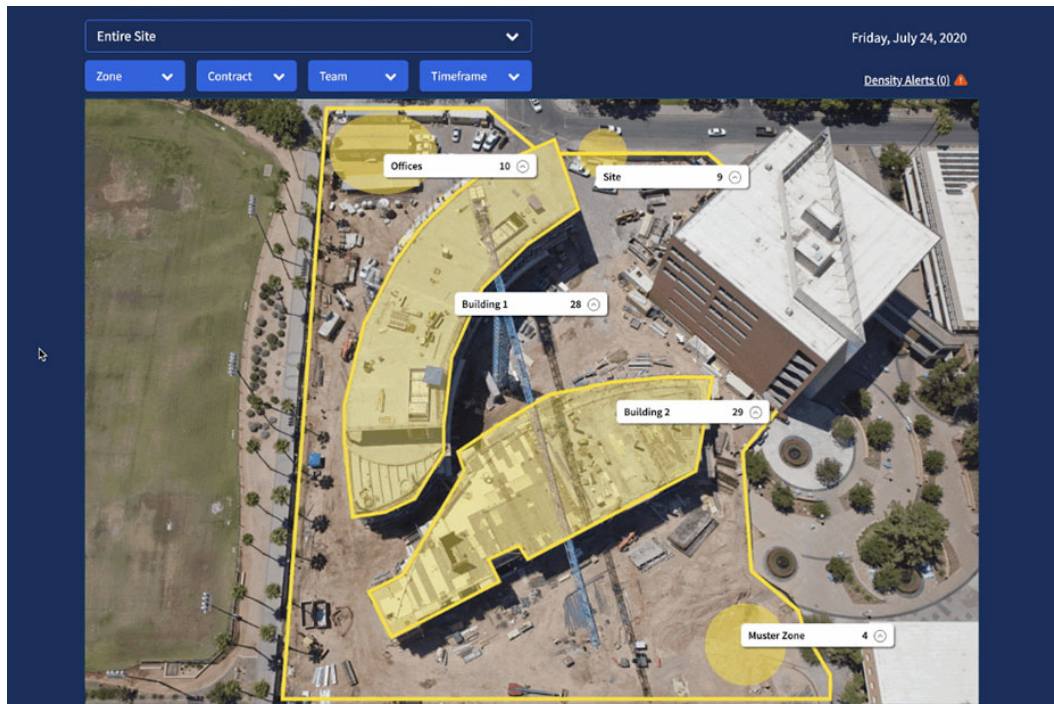 Entire Site
Friday, July 24, 2020
Zone Contract Team Timeframe
Density Alerts (0)
Offices 10
Site 9
Building 1 28
Building 2 29
Muster Zone 4